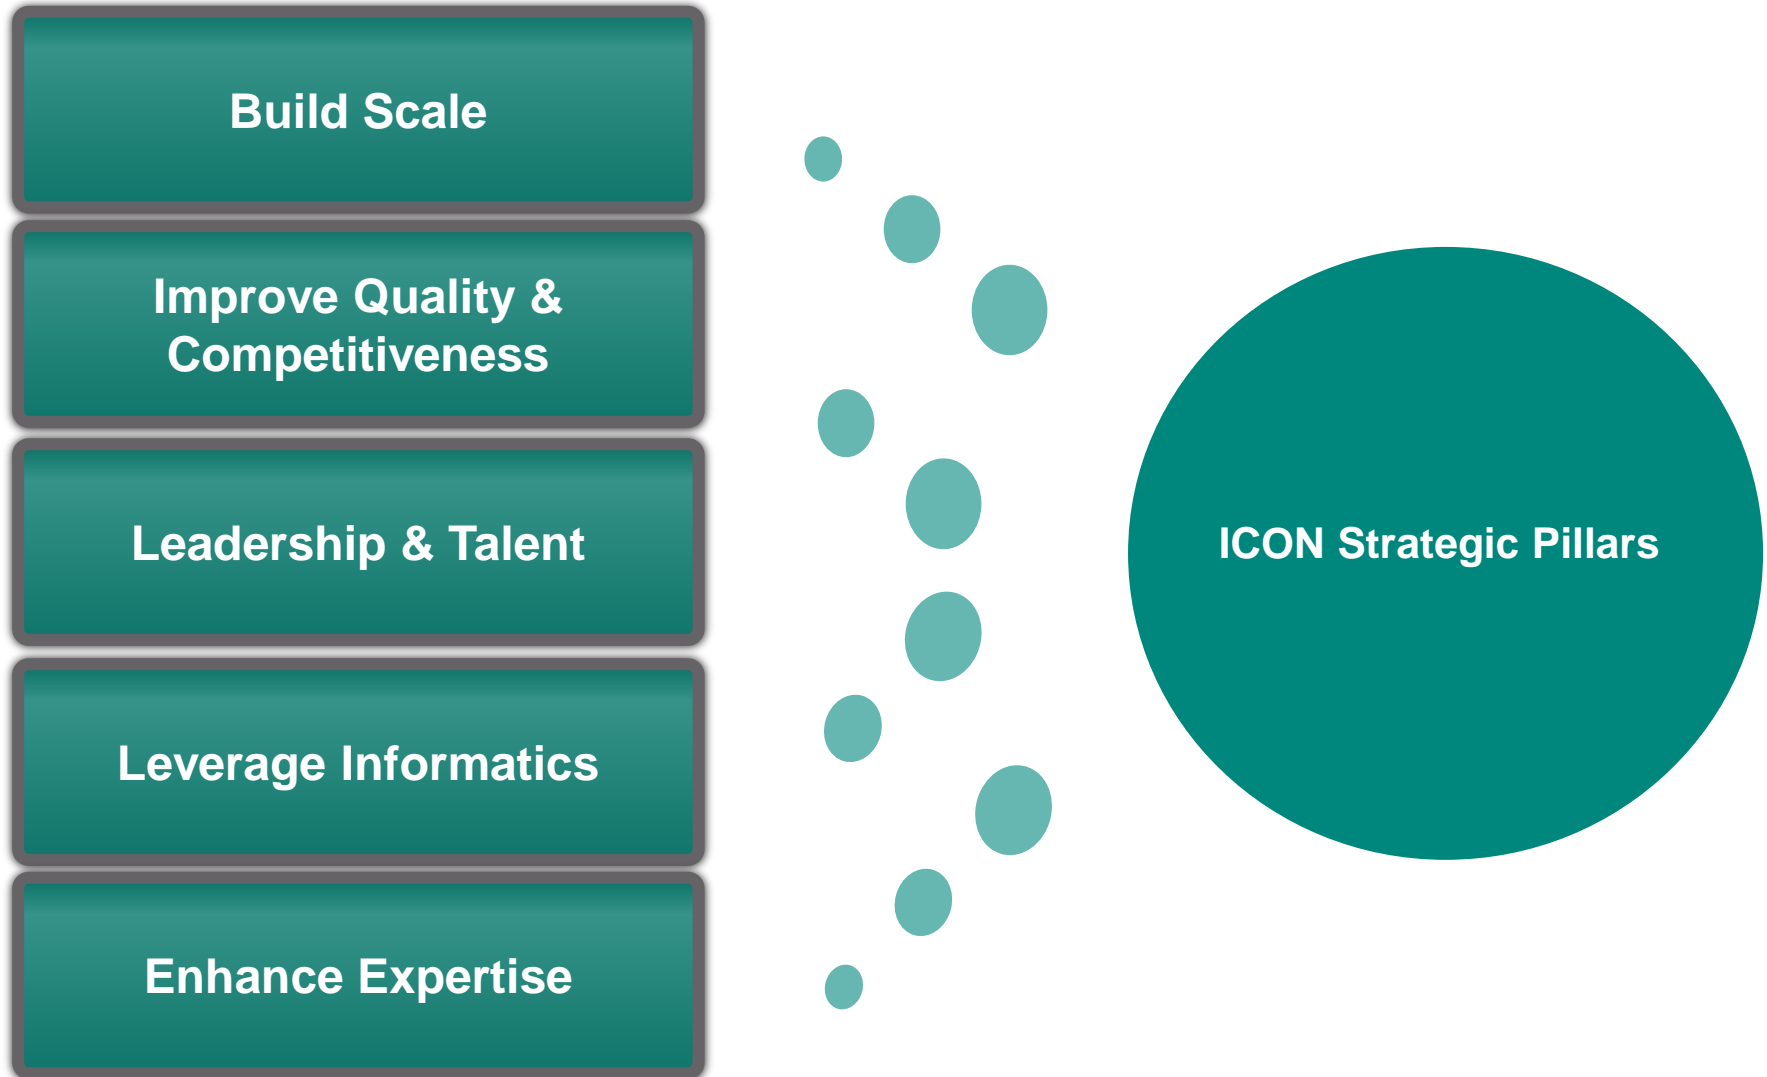 Build Scale
Improve Quality &
Competitiveness
Leadership & Talent
Leverage Informatics
Enhance Expertise
ICON Strategic Pillars